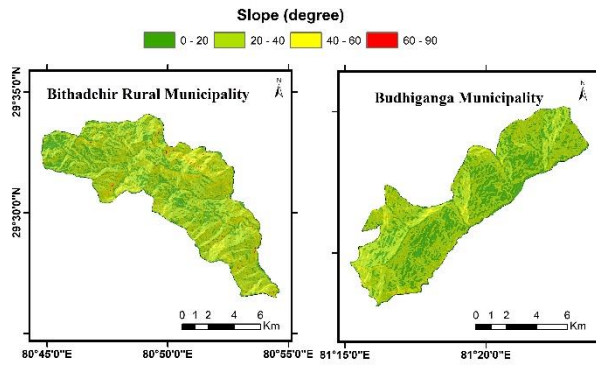 Slope (degree)
0 - 20 20 - 40 40 - 60 60 - 90
Bithadchir Rural Municipality
N
Budhiganga Municipality
N
29°35'0"N
29°30'0"N
0 1 2 4 6
Km
0 1 2 4 6
Km
80°45'0"E 80°50'0"E 80°55'0"E
81°15'0"E 81°20'0"E